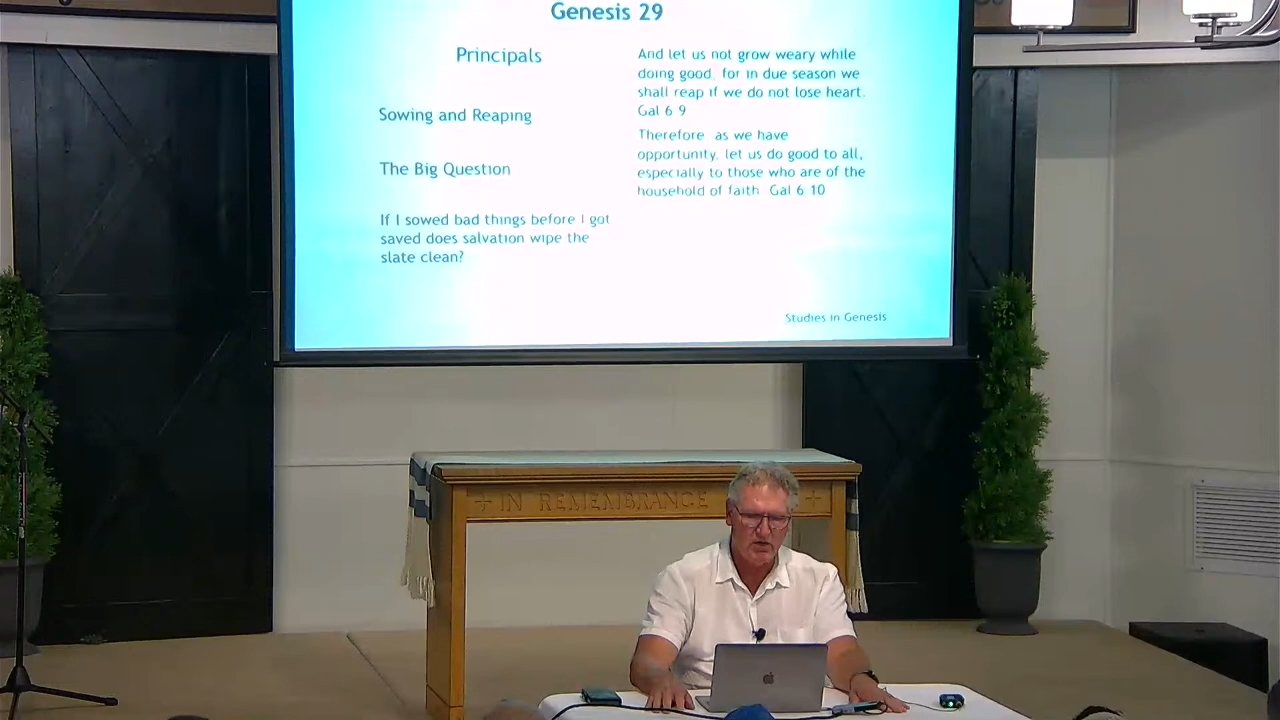 Genesis 29
Principals
Sowing and Reaping
The Big Question
If I sowed bad things before I got
saved does salvation wipe the
slate clean?
And let us not grow weary while
doing good, for in due season we
shall reap if we do not lose heart.
Gal 6 9
Therefore as we have
opportunity, let us do good to all,
especially to those who are of the
household of faith Gal 6 10
Studies in Genesis
IN REMEMBRANCE